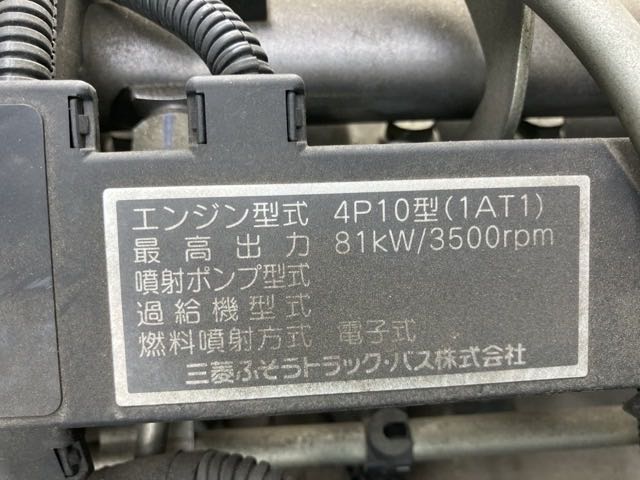 エンジン型式 4P10型(1AT1)
最高出力 81kW/3500rpm
噴射ポンプ型式
過給機型式
燃料噴射方式 電子式
三菱ふそうトラック・バス株式会社